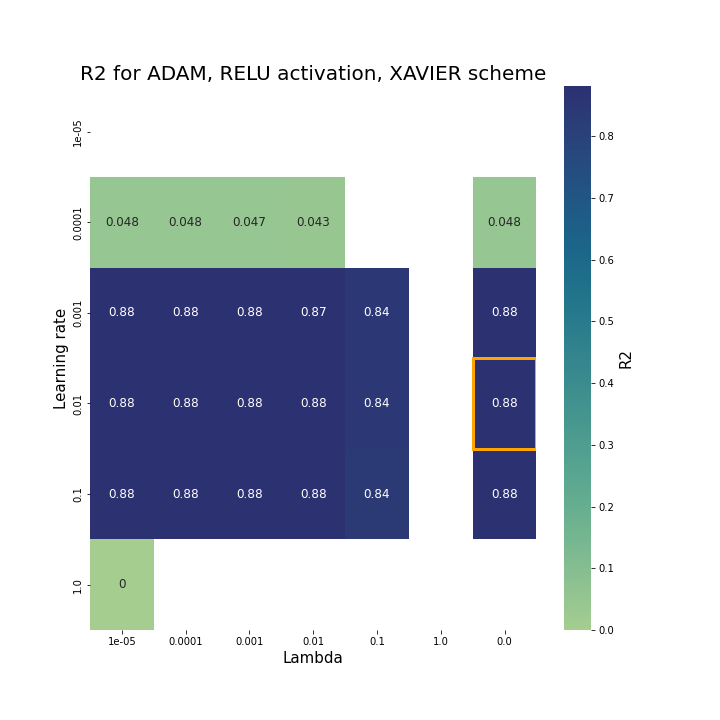 R2 for ADAM, RELU activation, XAVIER scheme
Learning rate
1e-05
0.0001 0.048 0.048 0.047 0.043 0.048
0.001 0.88 0.88 0.88 0.87 0.84 0.88
0.01 0.88 0.88 0.88 0.88 0.84 0.88
0.1 0.88 0.88 0.88 0.88 0.84 0.88
1.0 0
1e-05 0.0001 0.001 0.01 0.1 1.0 0.0
Lambda
0.8
0.7
0.6
0.5
0.4
0.3
0.2
0.1
0.0
R2